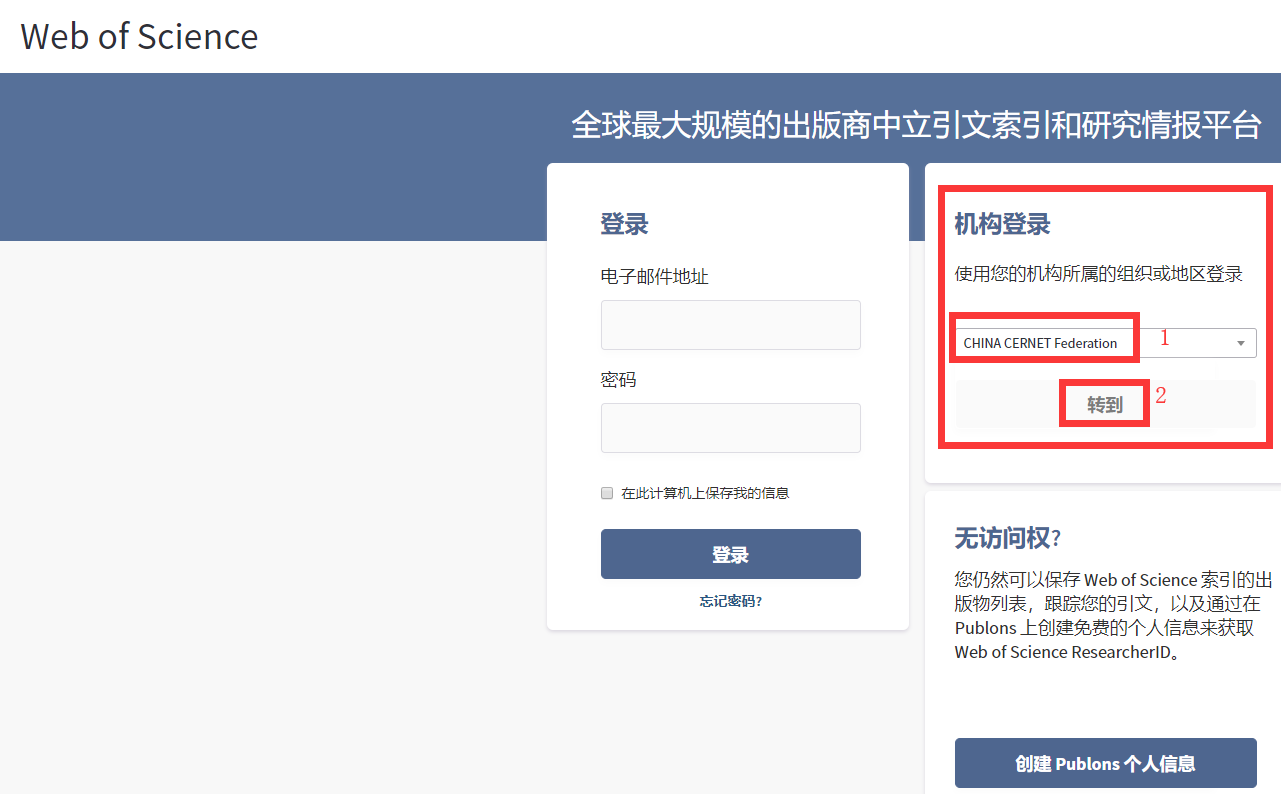 Web of Science
全球最大规模的出版商中立引文索引和研究情报平台
登录
电子邮件地址
密码
在此计算机上保存我的信息
登录
忘记密码?
机构登录
使用您的机构所属的组织或地区登录
CHINA CERNET Federation
1
转到
2
无访问权?
您仍然可以保存 Web of Science 索引的出
版物列表，跟踪您的引文，以及通过在
Publons 上创建免费的个人信息来获取
Web of Science ResearcherID。
创建 Publons 个人信息